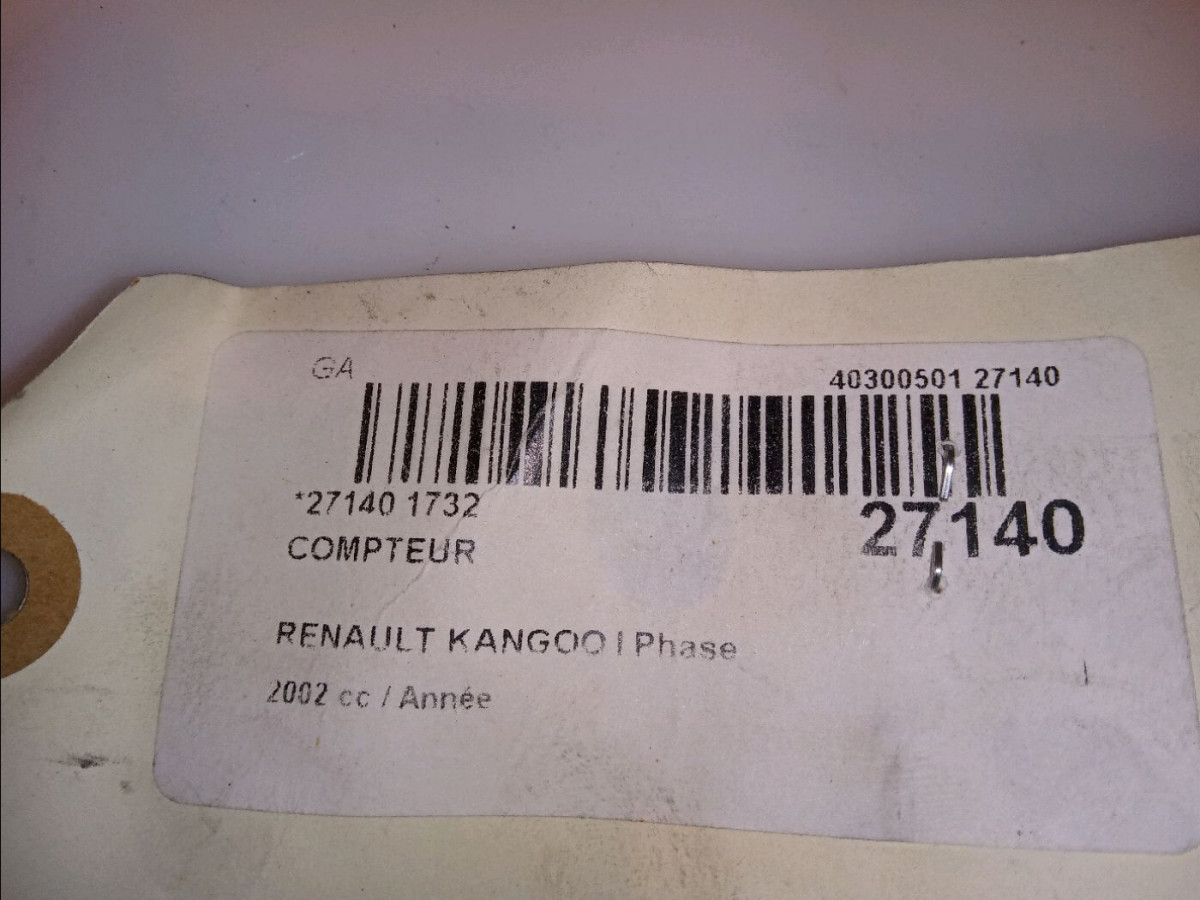 GA
40300501 27140
*27140 1732
27140
COMPTEUR
RENAULT KANGOO I Phase
2002 cc / Année